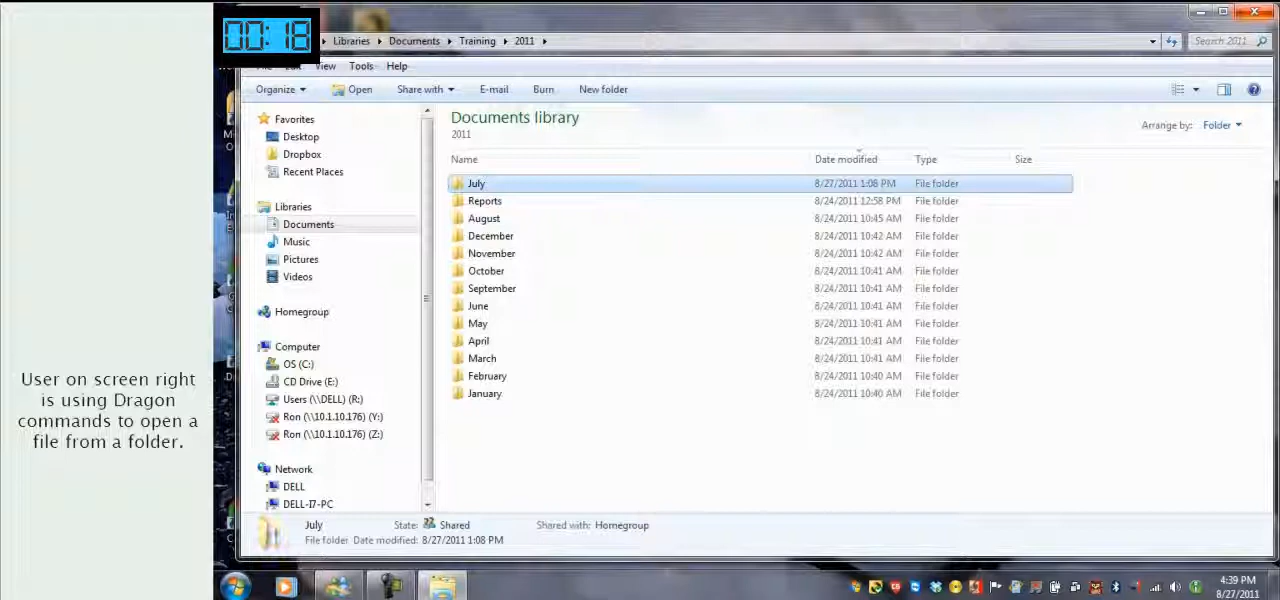 00:18
Libraries Documents Training 2011
Search 2011
View Tools Help
Organize Open Share with E-mail Burn New folder
Favorites
Desktop
Dropbox
Recent Places
Libraries
Documents
Music
Pictures
Videos
Homegroup
Computer
OS (C:)
CD Drive (E:)
Users (\\DELL) (R:)
Ron (\\10.1.10.176) (Y:)
Ron (\\10.1.10.176) (Z:)
Network
DELL
DELL-I7-PC
Documents library
2011
Arrange by: Folder
Name Date modified Type Size
July 8/27/2011 1:08 PM File folder
Reports 8/24/2011 12:58 PM File folder
August 8/24/2011 10:45 AM File folder
December 8/24/2011 10:42 AM File folder
November 8/24/2011 10:42 AM File folder
October 8/24/2011 10:41 AM File folder
September 8/24/2011 10:41 AM File folder
June 8/24/2011 10:41 AM File folder
May 8/24/2011 10:41 AM File folder
April 8/24/2011 10:41 AM File folder
March 8/24/2011 10:41 AM File folder
February 8/24/2011 10:40 AM File folder
January 8/24/2011 10:40 AM File folder
July State: Shared Shared with: Homegroup
File folder Date modified: 8/27/2011 1:08 PM
User on screen right
is using Dragon
commands to open a
file from a folder.
4:39 PM
8/27/2011